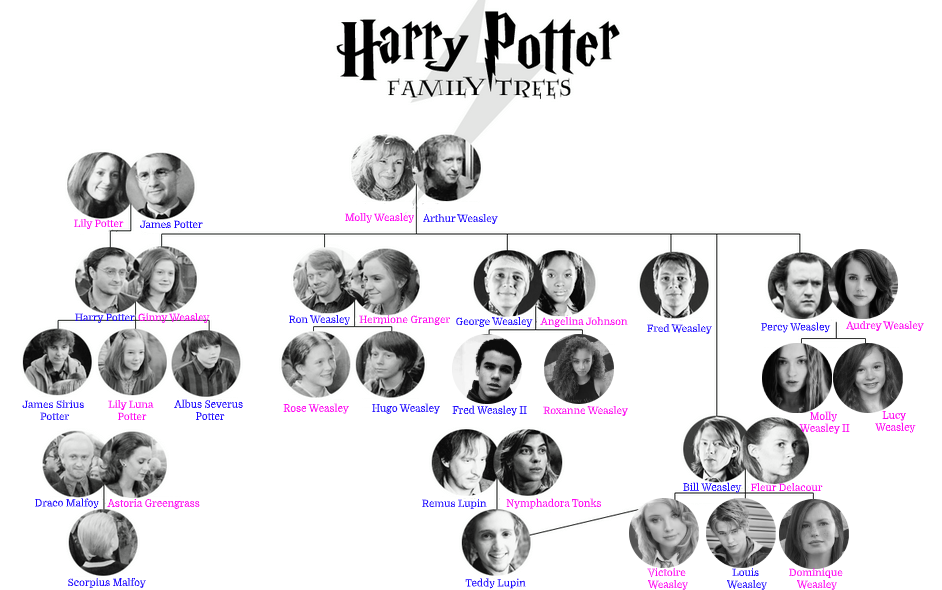 Harry Potter
FAMILY TREES
Lily Potter
James Potter
Molly Weasley
Arthur Weasley
Harry Potter
Ginny Weasley
Ron Weasley
Hermione Granger
George Weasley
Angelina Johnson
Fred Weasley
Percy Weasley
Audrey Weasley
James Sirius
Potter
Lily Luna
Potter
Albus Severus
Potter
Rose Weasley
Hugo Weasley
Fred Weasley II
Roxanne Weasley
Molly
Weasley II
Lucy
Weasley
Draco Malfoy
Astoria Greengrass
Remus Lupin
Nymphadora Tonks
Bill Weasley
Fleur Delacour
Scorpius Malfoy
Teddy Lupin
Victoire
Weasley
Louis
Weasley
Dominique
Weasley